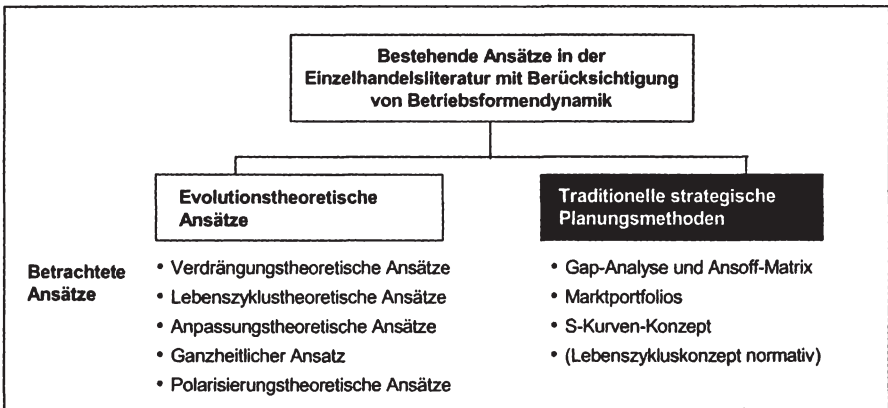 Bestehende Ansätze in der
Einzelhandelsliteratur mit Berücksichtigung
von Betriebsformendynamik
Evolutionstheoretische
Ansätze
Traditionelle strategische
Planungsmethoden
Betrachtete
Ansätze
• Verdrängungstheoretische Ansätze
• Lebenszyklustheoretische Ansätze
• Anpassungstheoretische Ansätze
• Ganzheitlicher Ansatz
• Polarisierungstheoretische Ansätze
• Gap-Analyse und Ansoff-Matrix
• Marktportfolios
• S-Kurven-Konzept
• (Lebenszykluskonzept normativ)